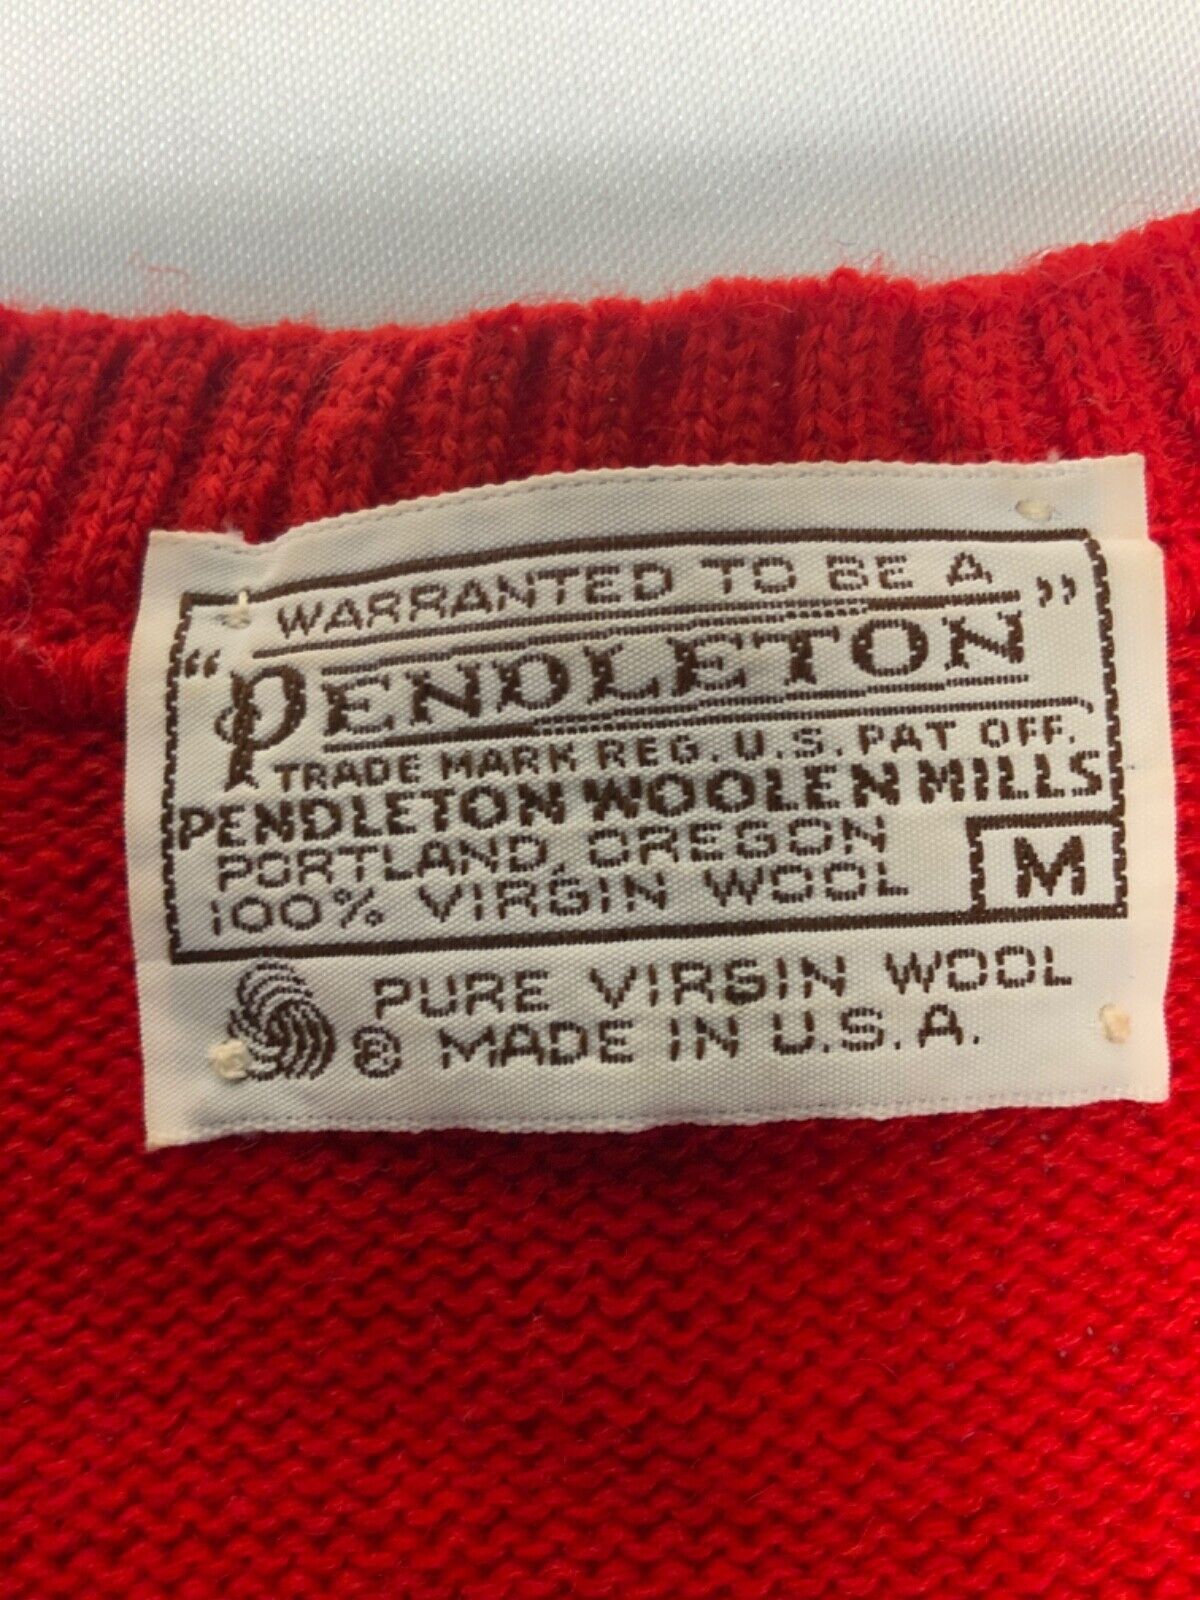 WARRANTED TO BE A
"PENDLETON"
TRADE MARK REG. U.S. PAT OFF.
PENDLETON WOOLEN MILLS
PORTLAND, OREGON
100% VIRGIN WOOL
M
PURE VIRGIN WOOL
® MADE IN U.S.A.